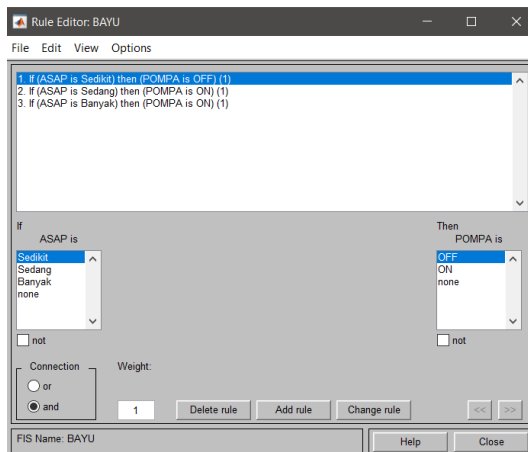 Rule Editor: BAYU
File Edit View Options
1. If (ASAP is Sedikit) then (POMPA is OFF) (1)
2. If (ASAP is Sedang) then (POMPA is ON) (1)
3. If (ASAP is Banyak) then (POMPA is ON) (1)
If
ASAP is
Sedikit
Sedang
Banyak
none
not
Then
POMPA is
OFF
ON
none
not
Connection
or
and
Weight:
1
Delete rule
Add rule
Change rule
<<
>>
FIS Name: BAYU
Help
Close